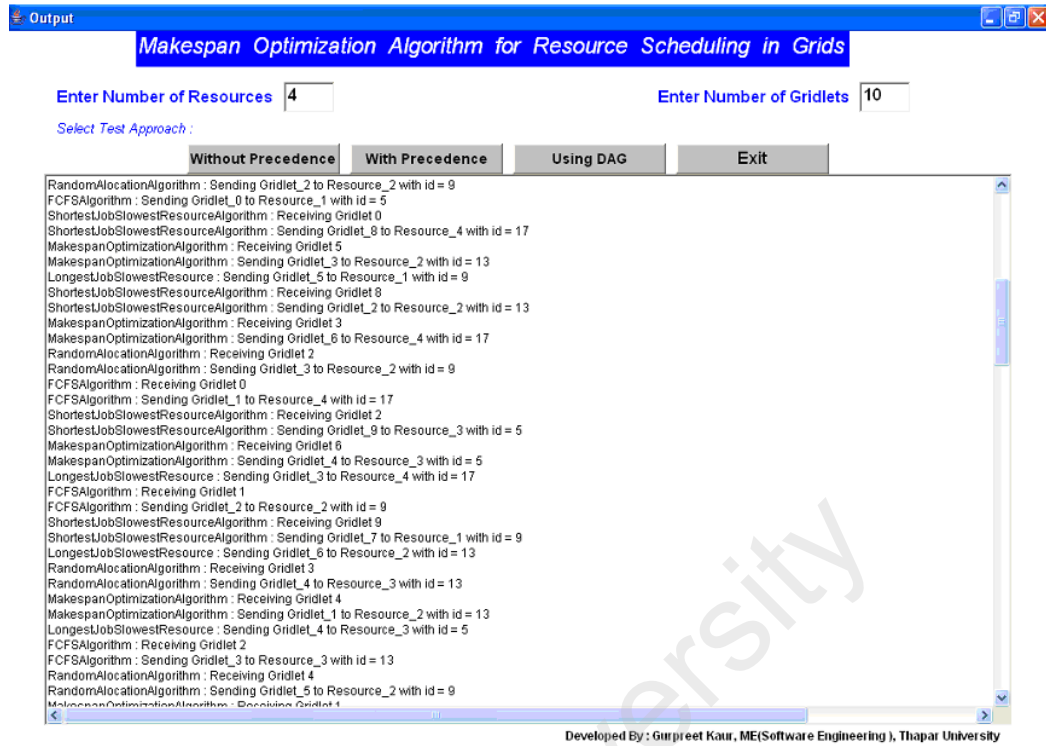 Output
Makespan Optimization Algorithm for Resource Scheduling in Grids
Enter Number of Resources 4 Enter Number of Gridlets 10
Select Test Approach :
Without Precedence With Precedence Using DAG Exit
RandomAlocationAlgorithm : Sending Gridlet_2 to Resource_2 with id = 9
FCFSAlgorithm : Sending Gridlet_0 to Resource_1 with id = 5
ShortestJobSlowestResourceAlgorithm : Receiving Gridlet 0
ShortestJobSlowestResourceAlgorithm : Sending Gridlet_8 to Resource_4 with id = 17
MakespanOptimizationAlgorithm : Receiving Gridlet 5
MakespanOptimizationAlgorithm : Sending Gridlet_3 to Resource_2 with id = 13
LongestJobSlowestResource : Sending Gridlet_5 to Resource_1 with id = 9
ShortestJobSlowestResourceAlgorithm : Receiving Gridlet 8
ShortestJobSlowestResourceAlgorithm : Sending Gridlet_2 to Resource_2 with id = 13
MakespanOptimizationAlgorithm : Receiving Gridlet 3
MakespanOptimizationAlgorithm : Sending Gridlet_6 to Resource_4 with id = 17
RandomAlocationAlgorithm : Receiving Gridlet 2
RandomAlocationAlgorithm : Sending Gridlet_3 to Resource_2 with id = 9
FCFSAlgorithm : Receiving Gridlet 0
FCFSAlgorithm : Sending Gridlet_1 to Resource_4 with id = 17
ShortestJobSlowestResourceAlgorithm : Receiving Gridlet 2
ShortestJobSlowestResourceAlgorithm : Sending Gridlet_9 to Resource_3 with id = 5
MakespanOptimizationAlgorithm : Receiving Gridlet 6
MakespanOptimizationAlgorithm : Sending Gridlet_4 to Resource_3 with id = 5
LongestJobSlowestResource : Sending Gridlet_3 to Resource_4 with id = 17
FCFSAlgorithm : Receiving Gridlet 1
FCFSAlgorithm : Sending Gridlet_2 to Resource_2 with id = 9
ShortestJobSlowestResourceAlgorithm : Receiving Gridlet 9
ShortestJobSlowestResourceAlgorithm : Sending Gridlet_7 to Resource_1 with id = 9
LongestJobSlowestResource : Sending Gridlet_6 to Resource_2 with id = 13
RandomAlocationAlgorithm : Receiving Gridlet 3
RandomAlocationAlgorithm : Sending Gridlet_4 to Resource_3 with id = 13
MakespanOptimizationAlgorithm : Receiving Gridlet 4
MakespanOptimizationAlgorithm : Sending Gridlet_1 to Resource_2 with id = 13
LongestJobSlowestResource : Sending Gridlet_4 to Resource_3 with id = 5
FCFSAlgorithm : Receiving Gridlet 2
FCFSAlgorithm : Sending Gridlet_3 to Resource_3 with id = 13
RandomAlocationAlgorithm : Receiving Gridlet 4
RandomAlocationAlgorithm : Sending Gridlet_5 to Resource_2 with id = 9
MakespanOptimizationAlgorithm : Receiving Gridlet 1
Developed By : Gurpreet Kaur, ME(Software Engineering ), Thapar University
versity